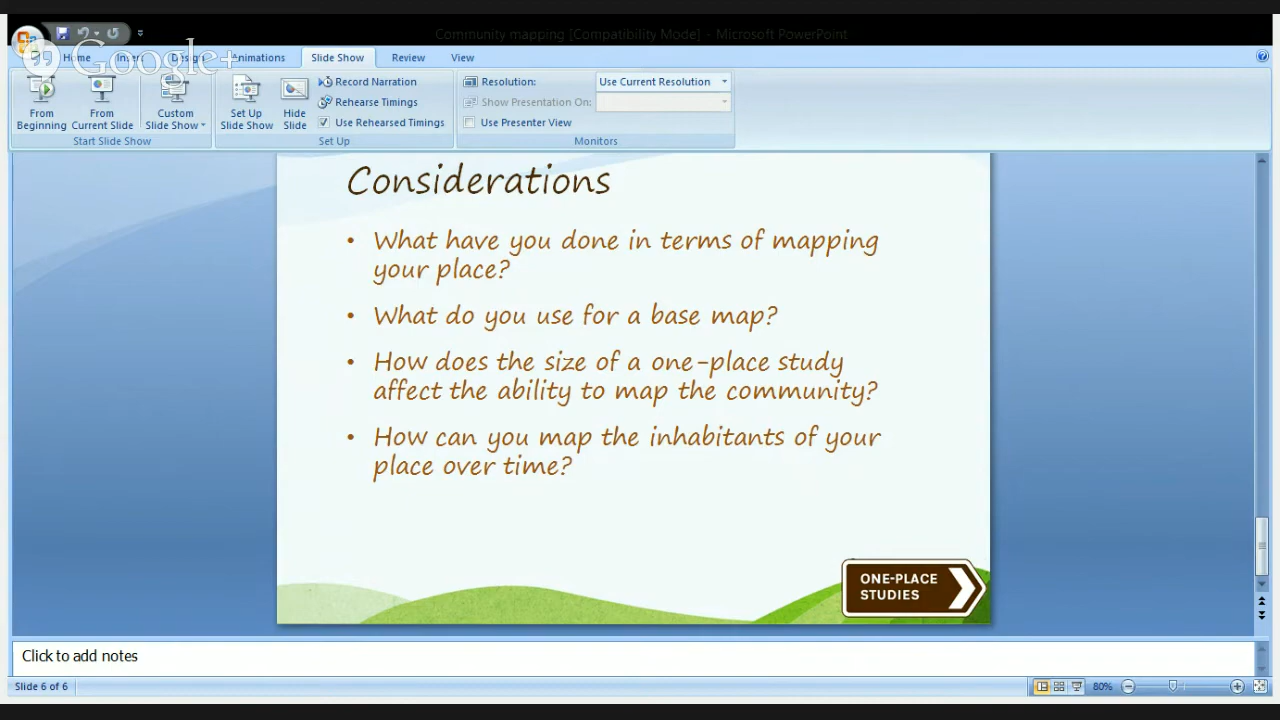 Community mapping [Compatibility Mode] - Microsoft PowerPoint
Google+
Home Insert Design Animations Slide Show Review View
From Beginning
From Current Slide
Custom Slide Show
Start Slide Show
Set Up Slide Show
Hide Slide
Record Narration
Rehearse Timings
Use Rehearsed Timings
Set Up
Resolution: Use Current Resolution
Show Presentation On:
Use Presenter View
Monitors
Considerations
• What have you done in terms of mapping
your place?
• What do you use for a base map?
• How does the size of a one-place study
affect the ability to map the community?
• How can you map the inhabitants of your
place over time?
ONE-PLACE
STUDIES
Click to add notes
Slide 6 of 6
80%